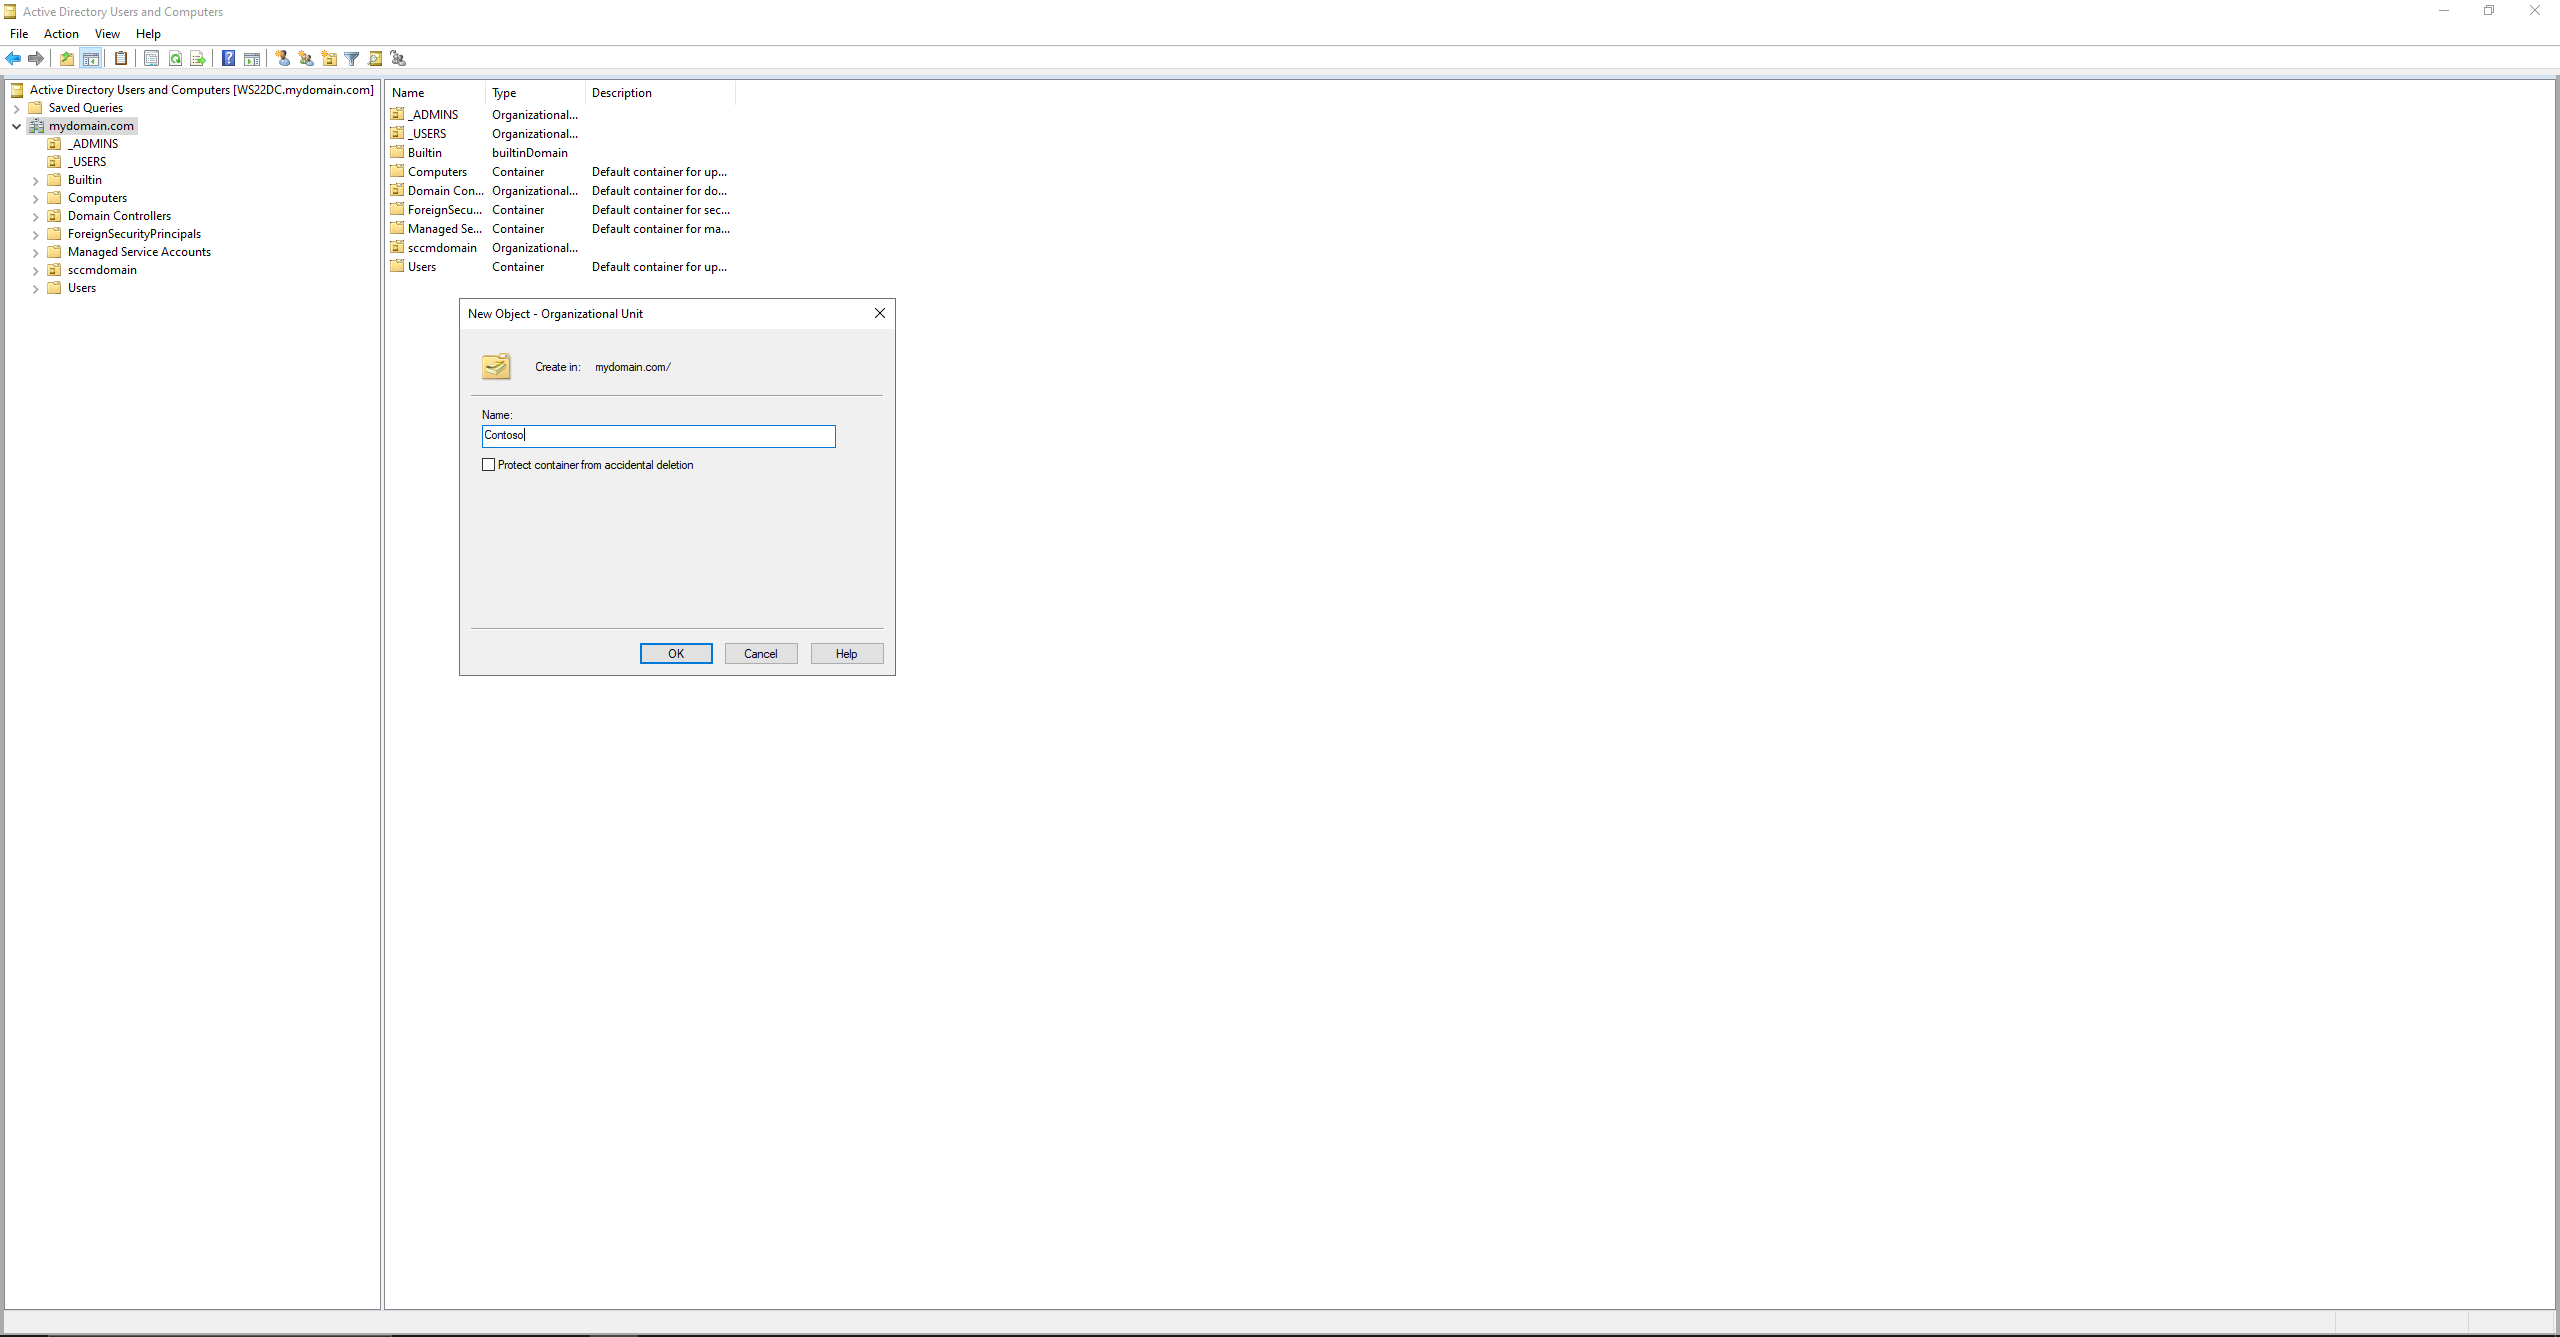 Active Directory Users and Computers
File Action View Help
Active Directory Users and Computers [WS22DC.mydomain.com]
Saved Queries
mydomain.com
_ADMINS
_USERS
Builtin
Computers
Domain Controllers
ForeignSecurityPrincipals
Managed Service Accounts
sccmdomain
Users
Name Type Description
_ADMINS Organizational...
_USERS Organizational...
Builtin builtinDomain
Computers Container Default container for up...
Domain Con... Organizational... Default container for do...
ForeignSecu... Container Default container for sec...
Managed Se... Container Default container for ma...
sccmdomain Organizational...
Users Container Default container for up...
New Object - Organizational Unit
Create in: mydomain.com/
Name:
Contoso
Protect container from accidental deletion
OK Cancel Help